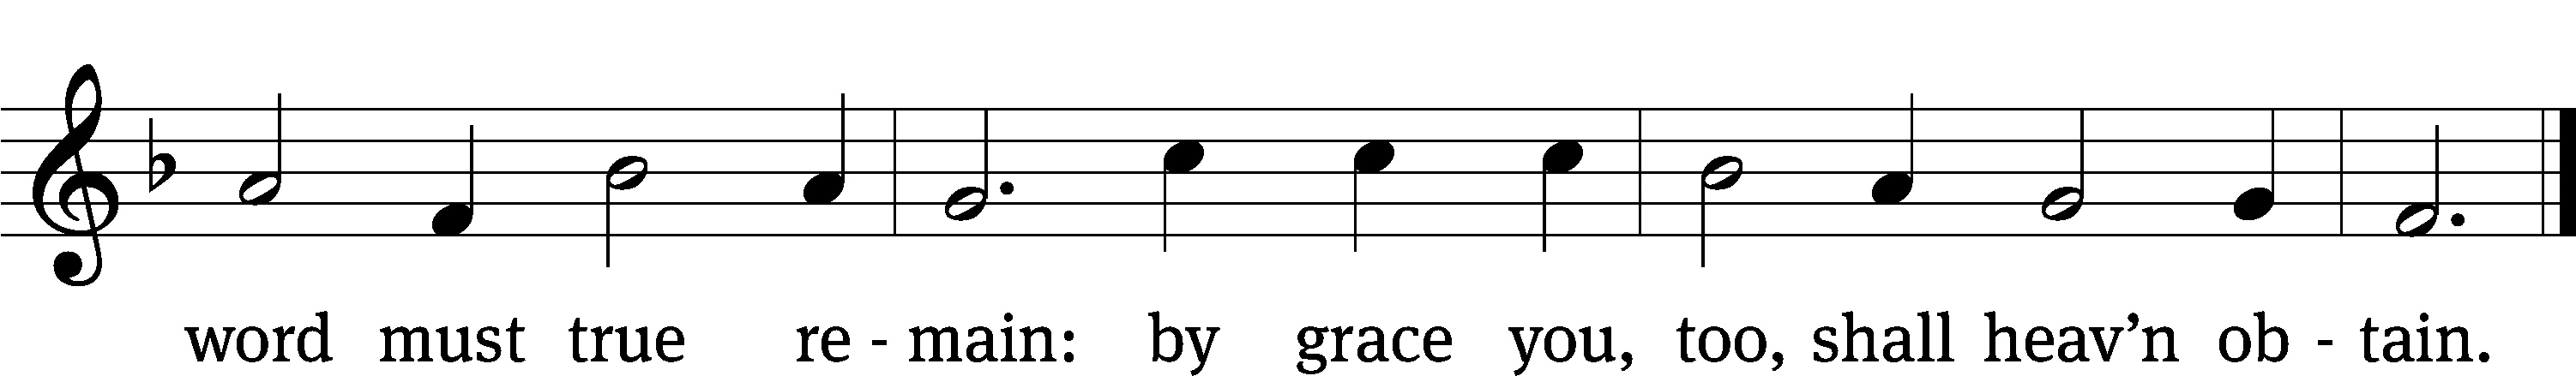 word must true re - main: by grace you, too, shall heav’n ob - tain.